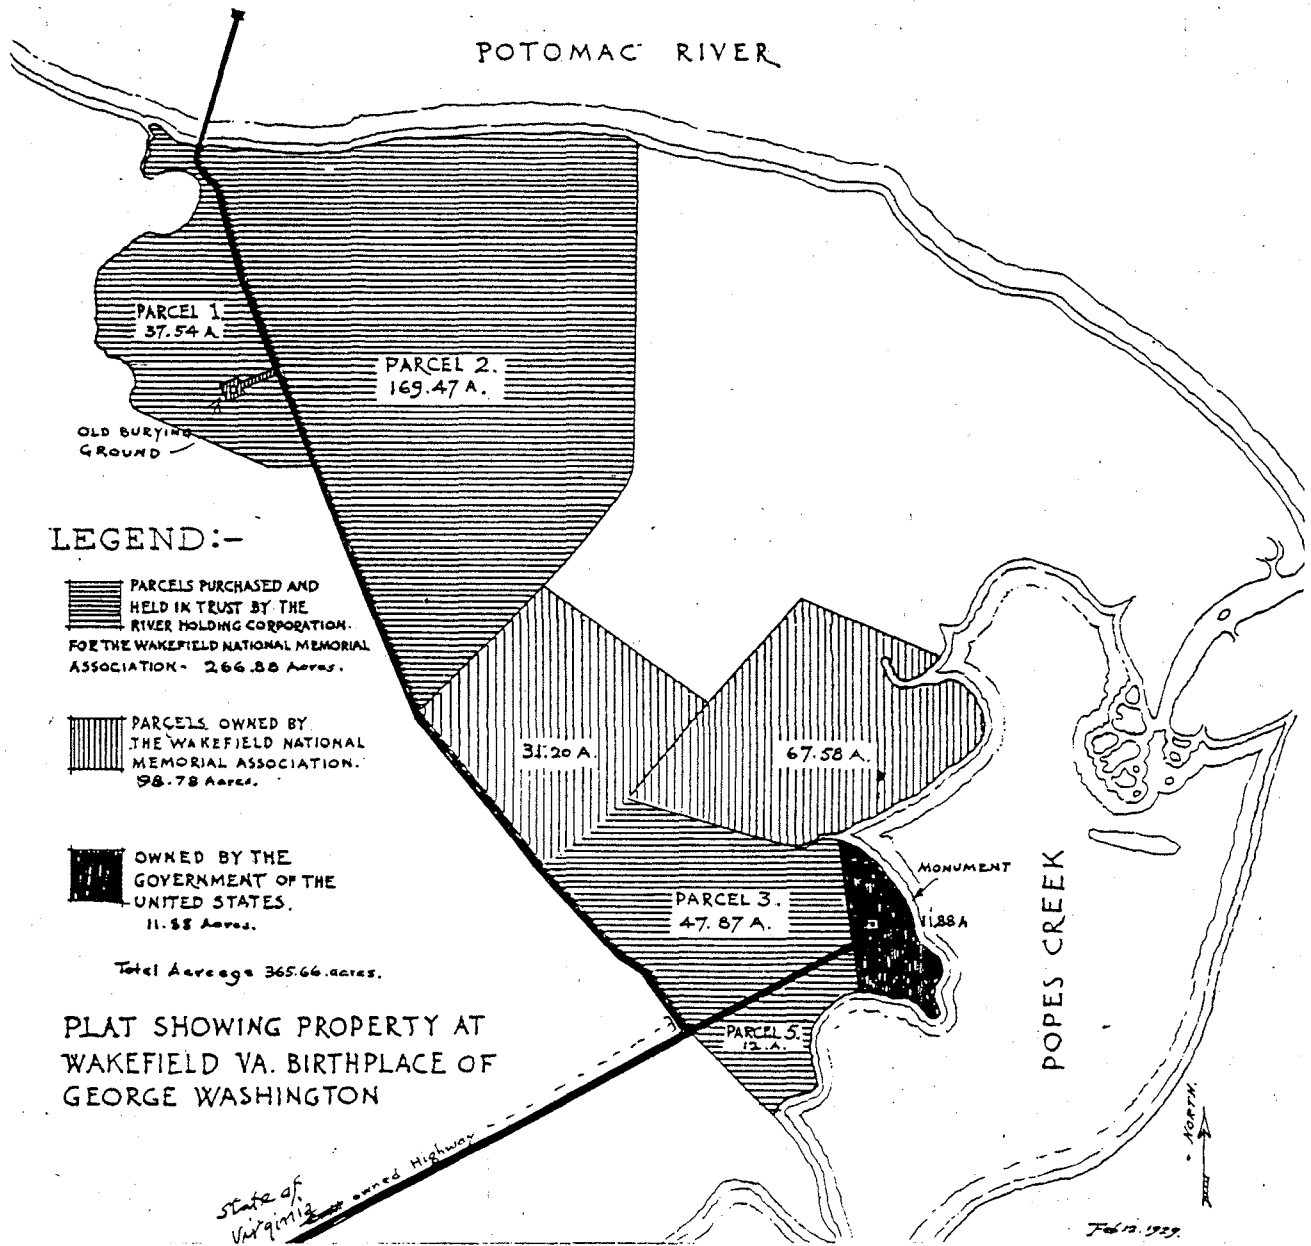 POTOMAC RIVER
PARCEL 1.
37.54 A.
PARCEL 2.
169.47 A.
OLD BURYING
GROUND
LEGEND:-
PARCELS PURCHASED AND
HELD IN TRUST BY THE
RIVER HOLDING CORPORATION.
FOR THE WAKEFIELD NATIONAL MEMORIAL
ASSOCIATION - 266.88 Acres.
31.20 A.
67.58 A.
PARCELS OWNED BY
THE WAKEFIELD NATIONAL
MEMORIAL ASSOCIATION.
98.78 Acres.
OWNED BY THE
GOVERNMENT OF THE
UNITED STATES.
11.88 Acres.
MONUMENT
PARCEL 3.
47.87 A.
11.88 A
POPES CREEK
Total Acreage 365.66 acres.
PARCEL 5.
12. A.
PLAT SHOWING PROPERTY AT
WAKEFIELD VA. BIRTHPLACE OF
GEORGE WASHINGTON
State of
Virginia owned Highway
NORTH.
Feb 12. 1929.